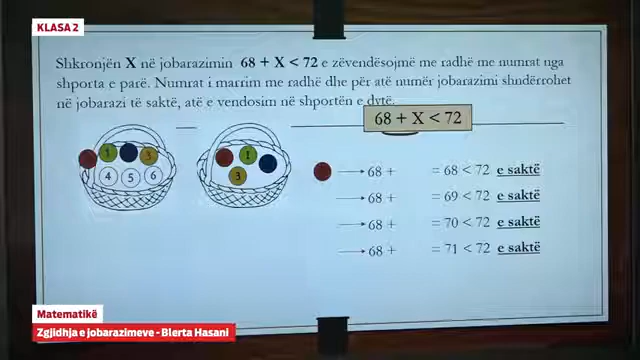 KLASA 2
Shkronjën X në jobarazimin 68 + X < 72 e zëvendësojmë me radhë me numrat nga
shporta e parë. Numrat i marrim me radhë dhe për atë numër jobarazimi shndërrohet
në jobarazi të saktë, atë e vendosim në shportën e dytë.
68 + X < 72
1 3
4 5 6
1
3
68 + = 68 < 72 e saktë
68 + = 69 < 72 e saktë
68 + = 70 < 72 e saktë
68 + = 71 < 72 e saktë
Matematikë
Zgjidhja e jobarazimeve - Blerta Hasani